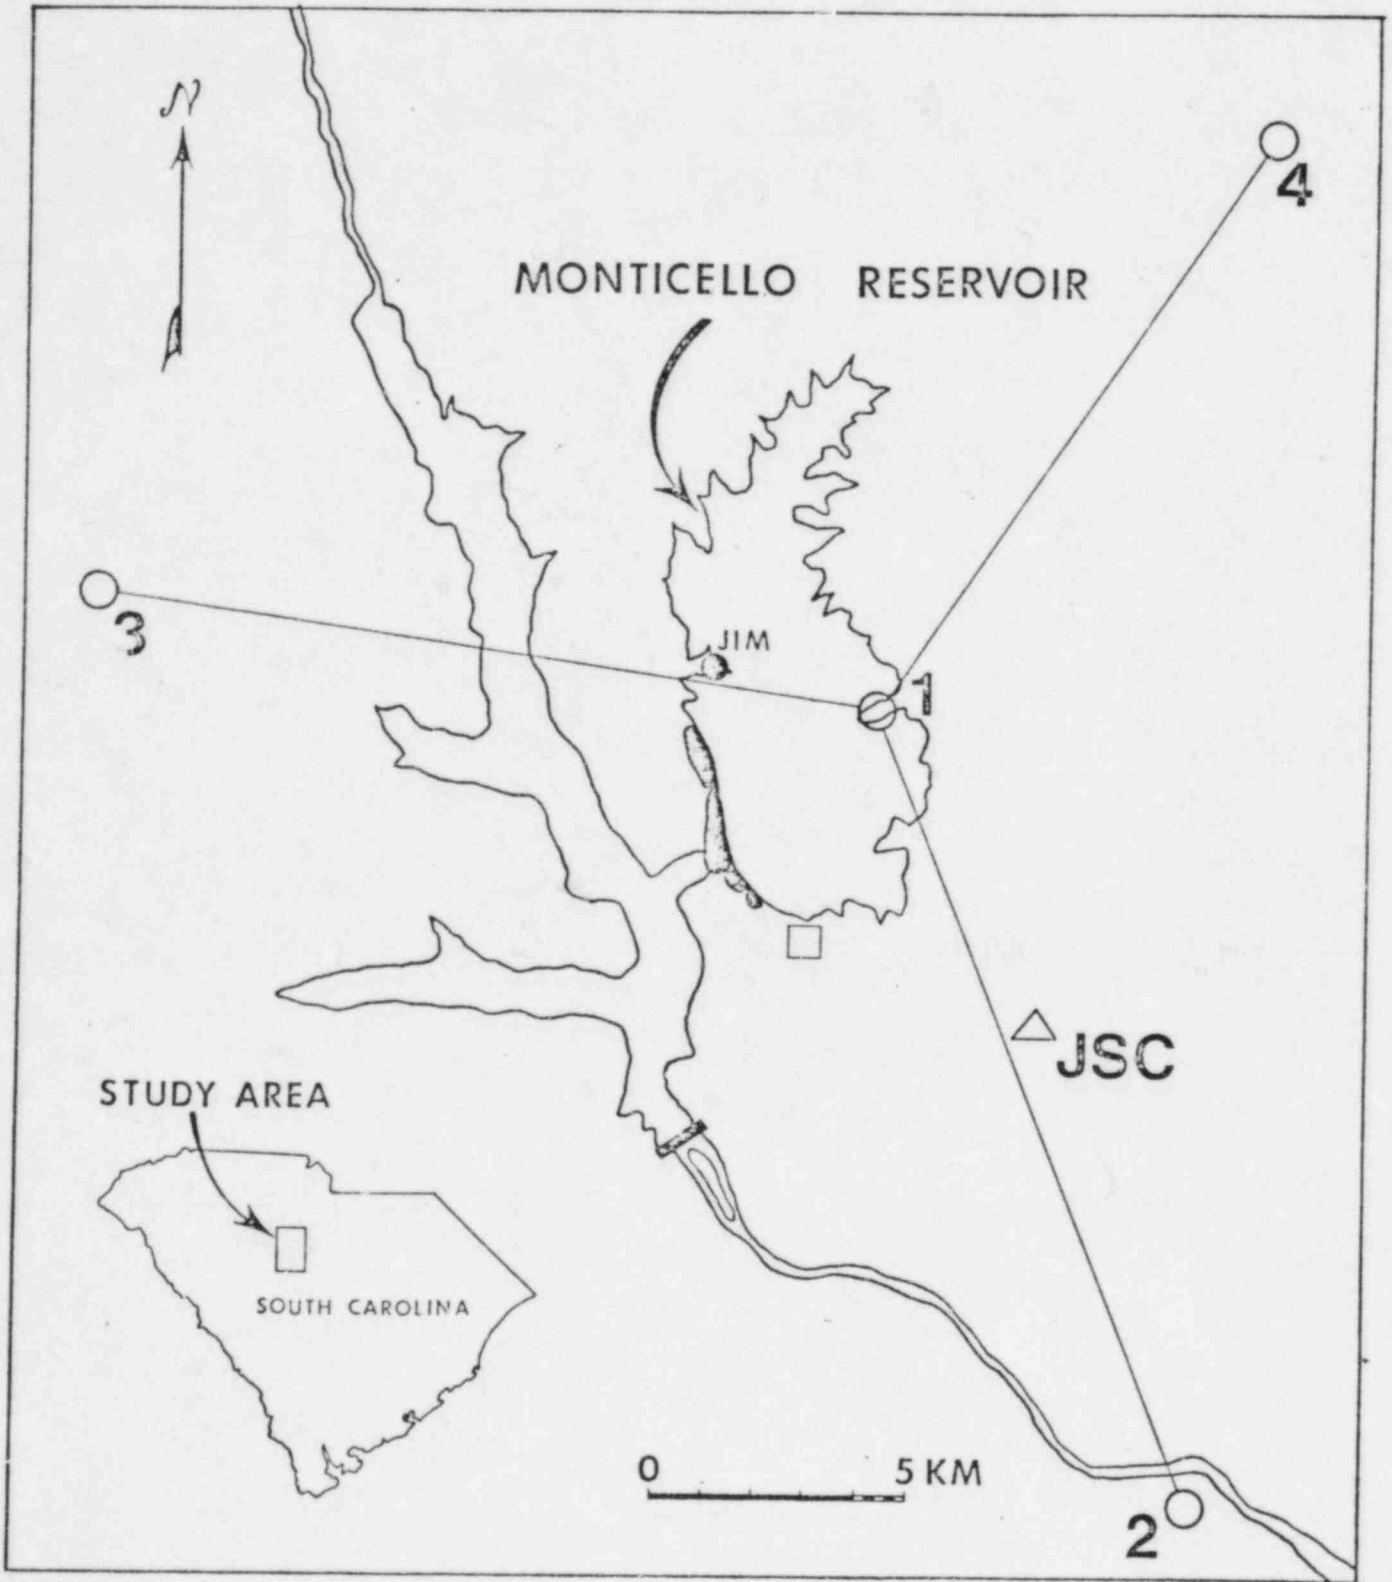 N
4
MONTICELLO RESERVOIR
3
JIM
1
JSC
STUDY AREA
SOUTH CAROLINA
0 5 KM
2